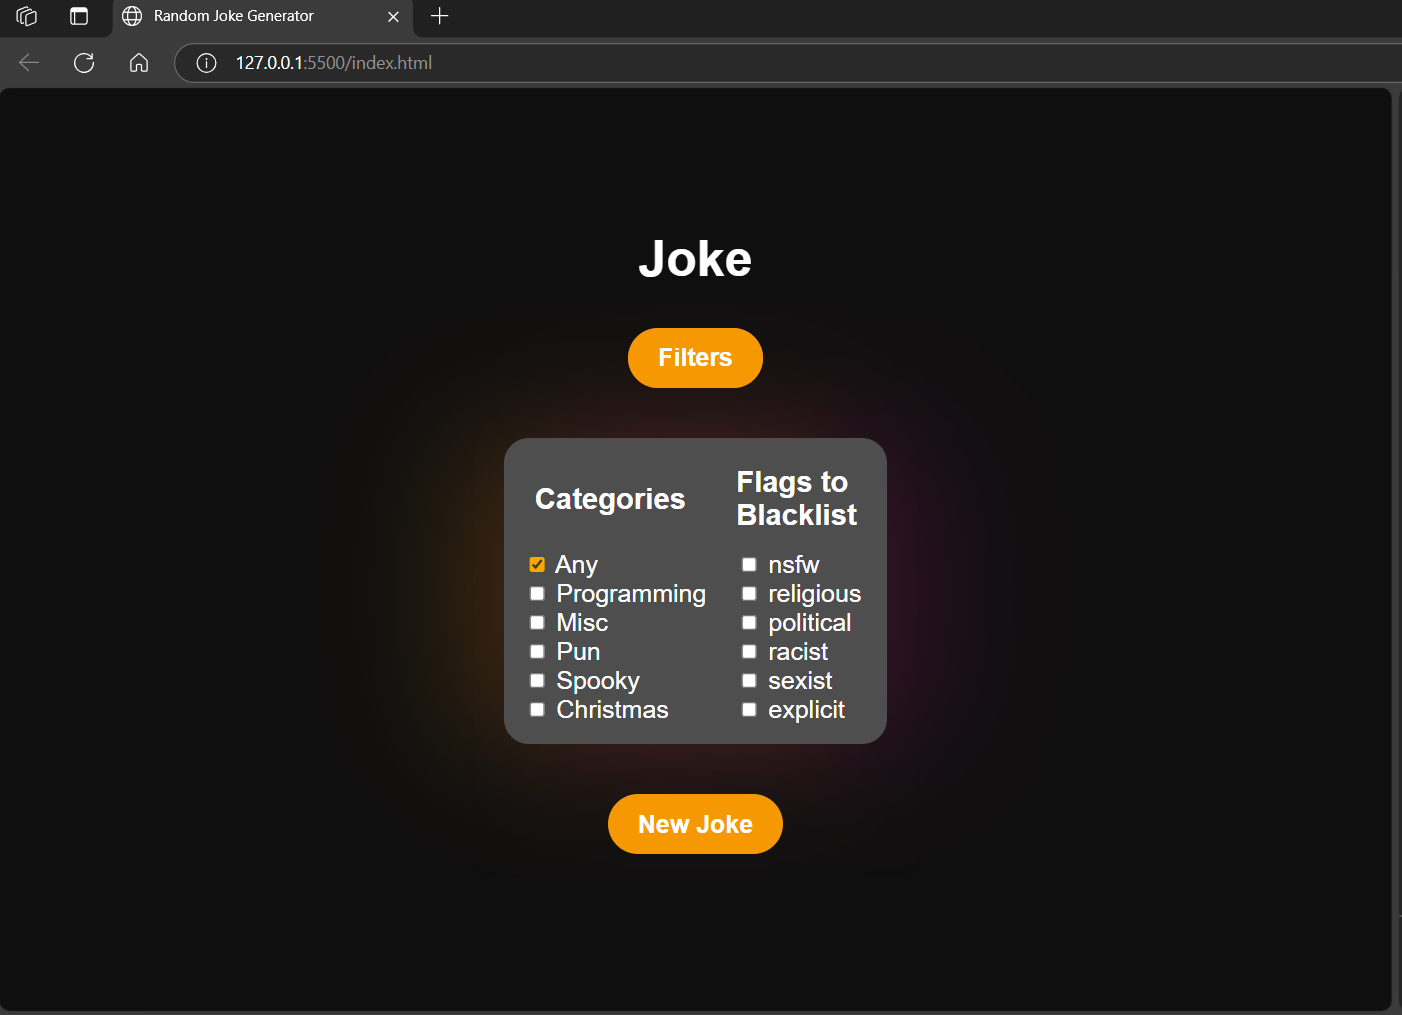 Random Joke Generator
127.0.0.1:5500/index.html
Joke
Filters
Categories
Flags to
Blacklist
Any
Programming
Misc
Pun
Spooky
Christmas
nsfw
religious
political
racist
sexist
explicit
New Joke